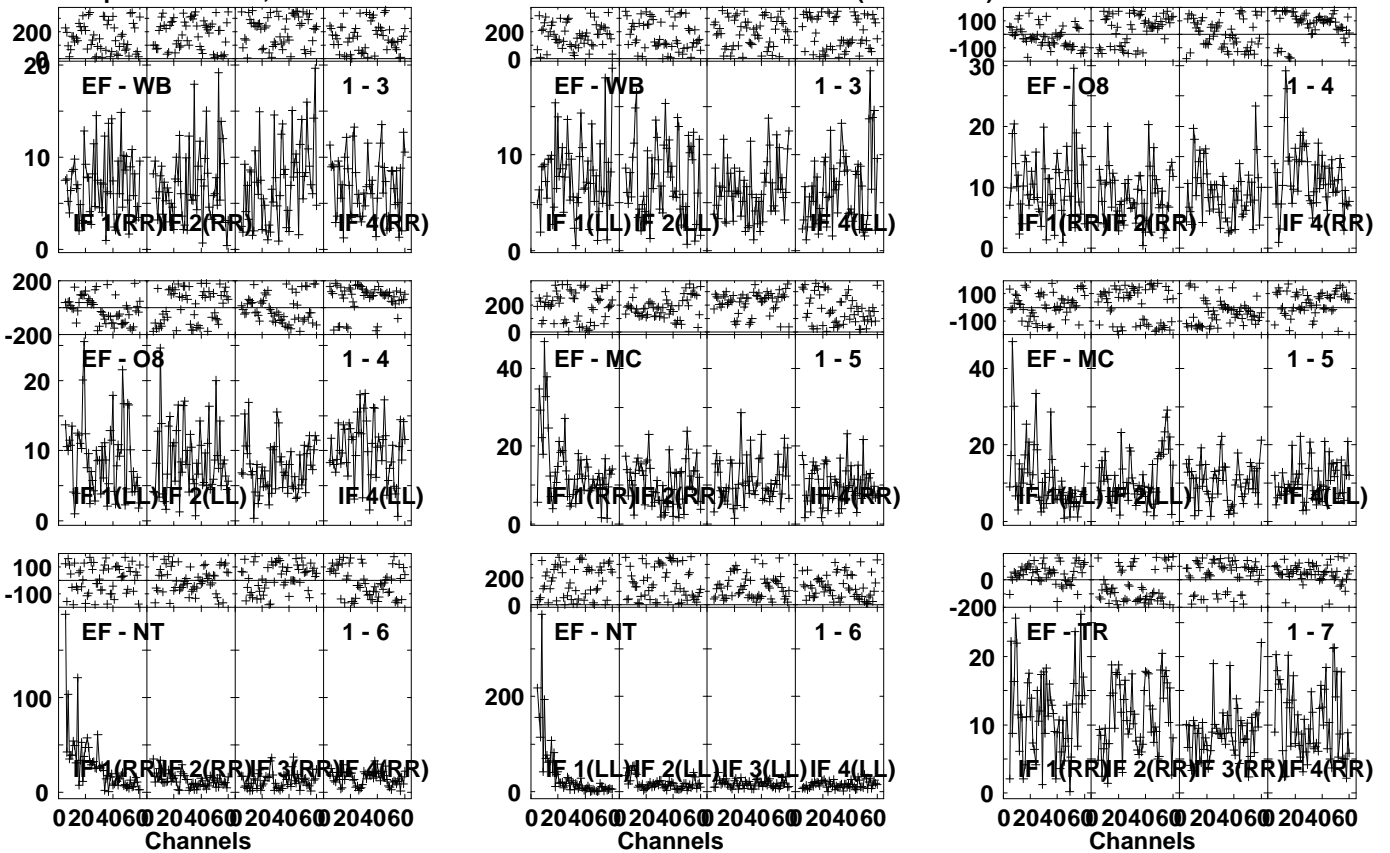 200
0
200
0
100
-100
20
10
0
EF - WB
1 - 3
IF 1(RR)
IF 2(RR)
IF 4(RR)
10
0
EF - WB
1 - 3
IF 1(LL)
IF 2(LL)
IF 4(LL)
30
20
10
0
EF - O8
1 - 4
IF 1(RR)
IF 2(RR)
IF 4(RR)
200
-200
200
0
100
-100
20
10
0
EF - O8
1 - 4
IF 1(LL)
IF 2(LL)
IF 4(LL)
40
20
0
EF - MC
1 - 5
IF 1(RR)
IF 2(RR)
IF 4(RR)
40
20
0
EF - MC
1 - 5
IF 1(LL)
IF 2(LL)
IF 4(LL)
100
-100
200
0
0
-200
100
0
EF - NT
1 - 6
IF 1(RR)
IF 2(RR)
IF 3(RR)
IF 4(RR)
200
0
EF - NT
1 - 6
IF 1(LL)
IF 2(LL)
IF 3(LL)
IF 4(LL)
20
10
0
EF - TR
1 - 7
IF 1(RR)
IF 2(RR)
IF 3(RR)
IF 4(RR)
0 20 40 60 0 20 40 60 0 20 40 60 0 20 40 60
0 20 40 60 0 20 40 60 0 20 40 60 0 20 40 60
0 20 40 60 0 20 40 60 0 20 40 60 0 20 40 60
Channels
Channels
Channels